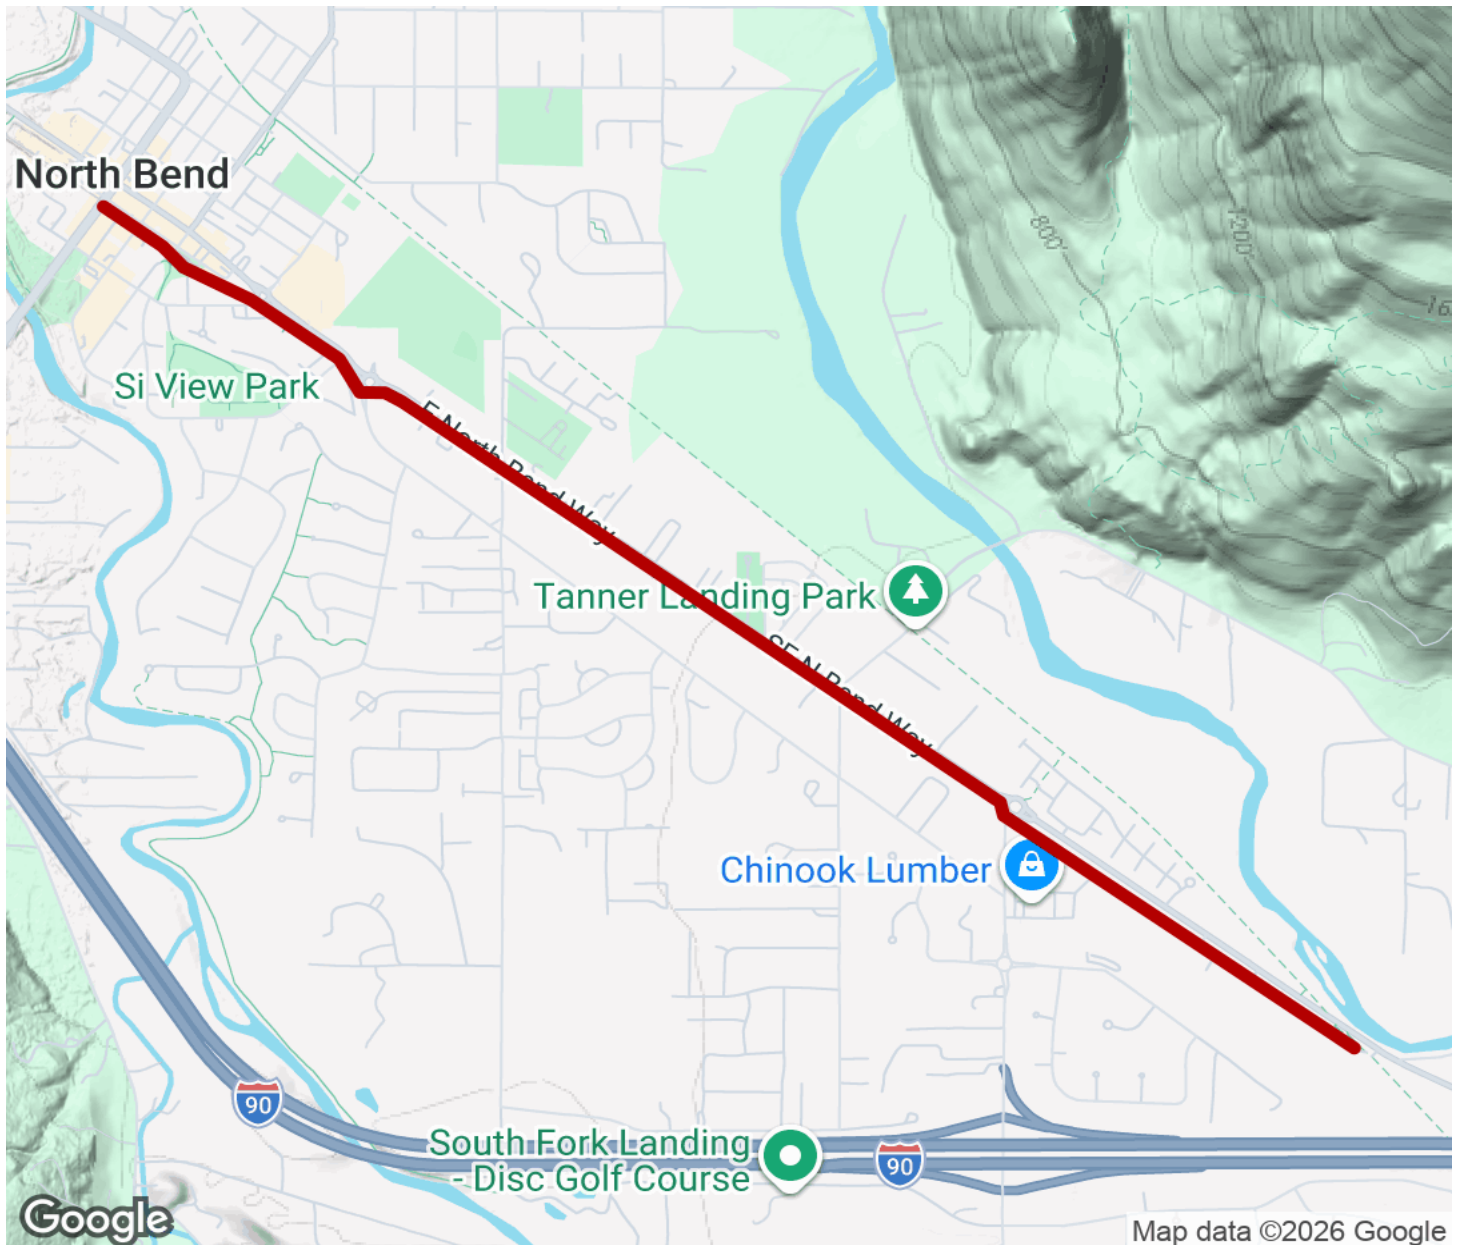 North Bend
800'
1200'
16
Si View Park
E North Bend Way
Tanner Landing Park
SE N Bend Way
Chinook Lumber
90
South Fork Landing
- Disc Golf Course
90
Google
Map data ©2026 Google